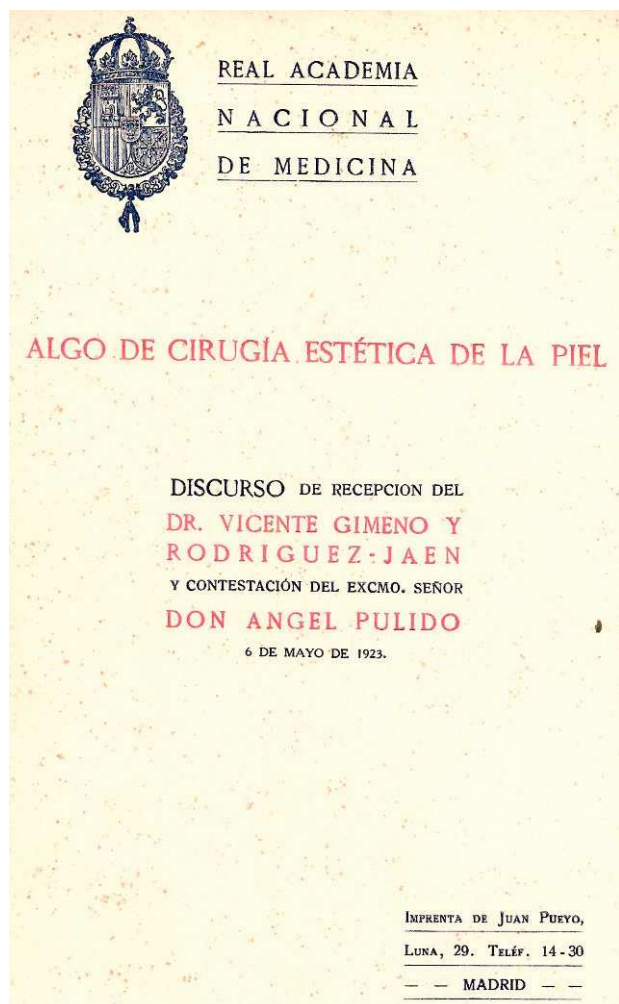 REAL ACADEMIA
NACIONAL
DE MEDICINA
ALGO DE CIRUGÍA ESTÉTICA DE LA PIEL
DISCURSO DE RECEPCION DEL
DR. VICENTE GIMENO Y
RODRIGUEZ-JAEN
Y CONTESTACIÓN DEL EXCMO. SEÑOR
DON ANGEL PULIDO
6 DE MAYO DE 1923.
IMPRENTA DE JUAN PUEYO,
LUNA, 29. TELÉF. 14-30
— — MADRID — —